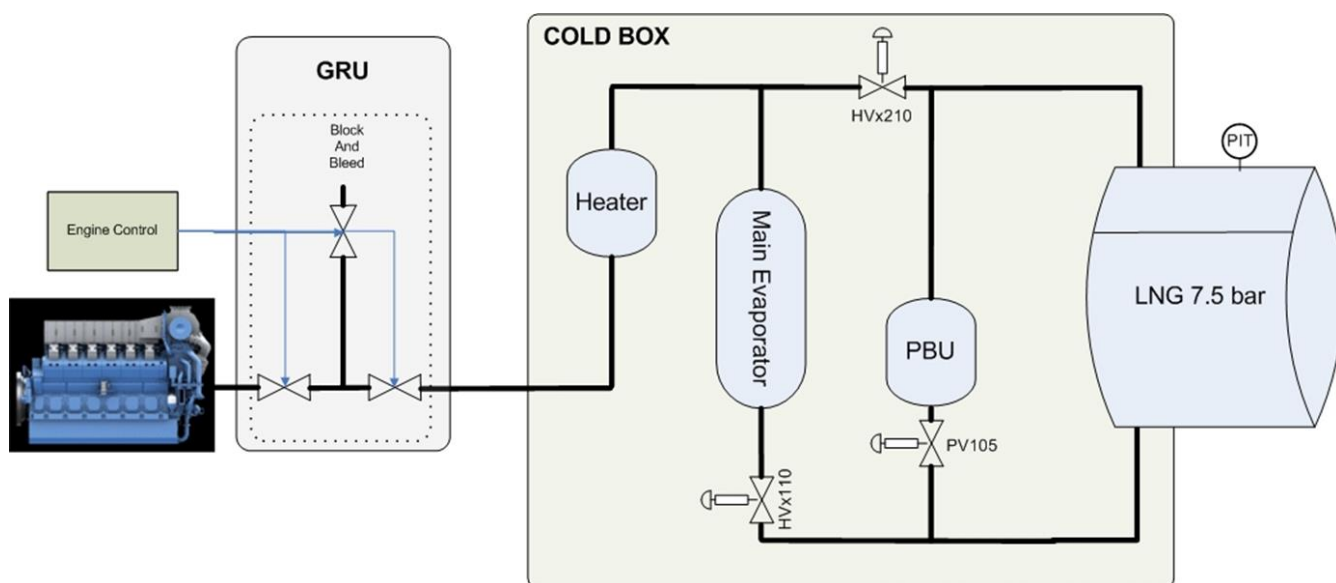 COLD BOX
GRU
Block
And
Bleed
HVx210
PIT
Heater
Engine Control
Main Evaporator
LNG 7.5 bar
PBU
PV105
HVx110